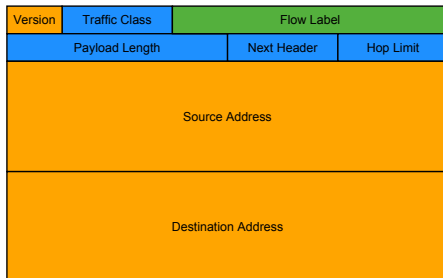 Version Traffic Class Flow Label
Payload Length Next Header Hop Limit
Source Address
Destination Address